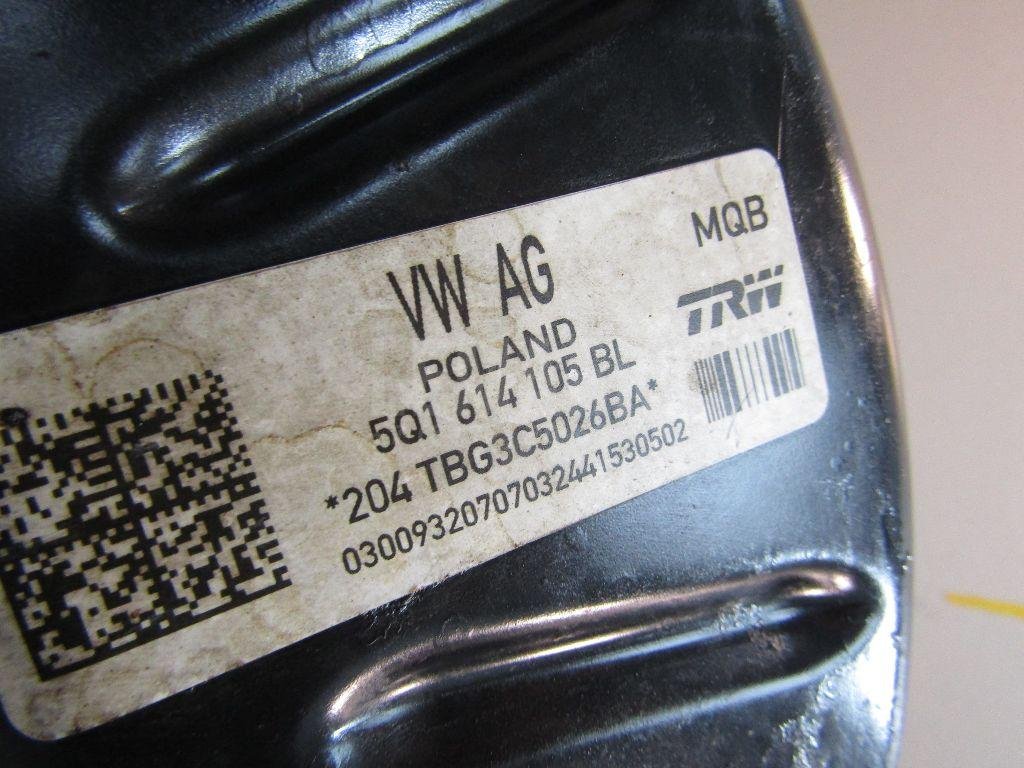 MQB
VW AG
TRW
POLAND
5Q1 614 105 BL
*204 TBG3C5026BA*
03009320707032441530502